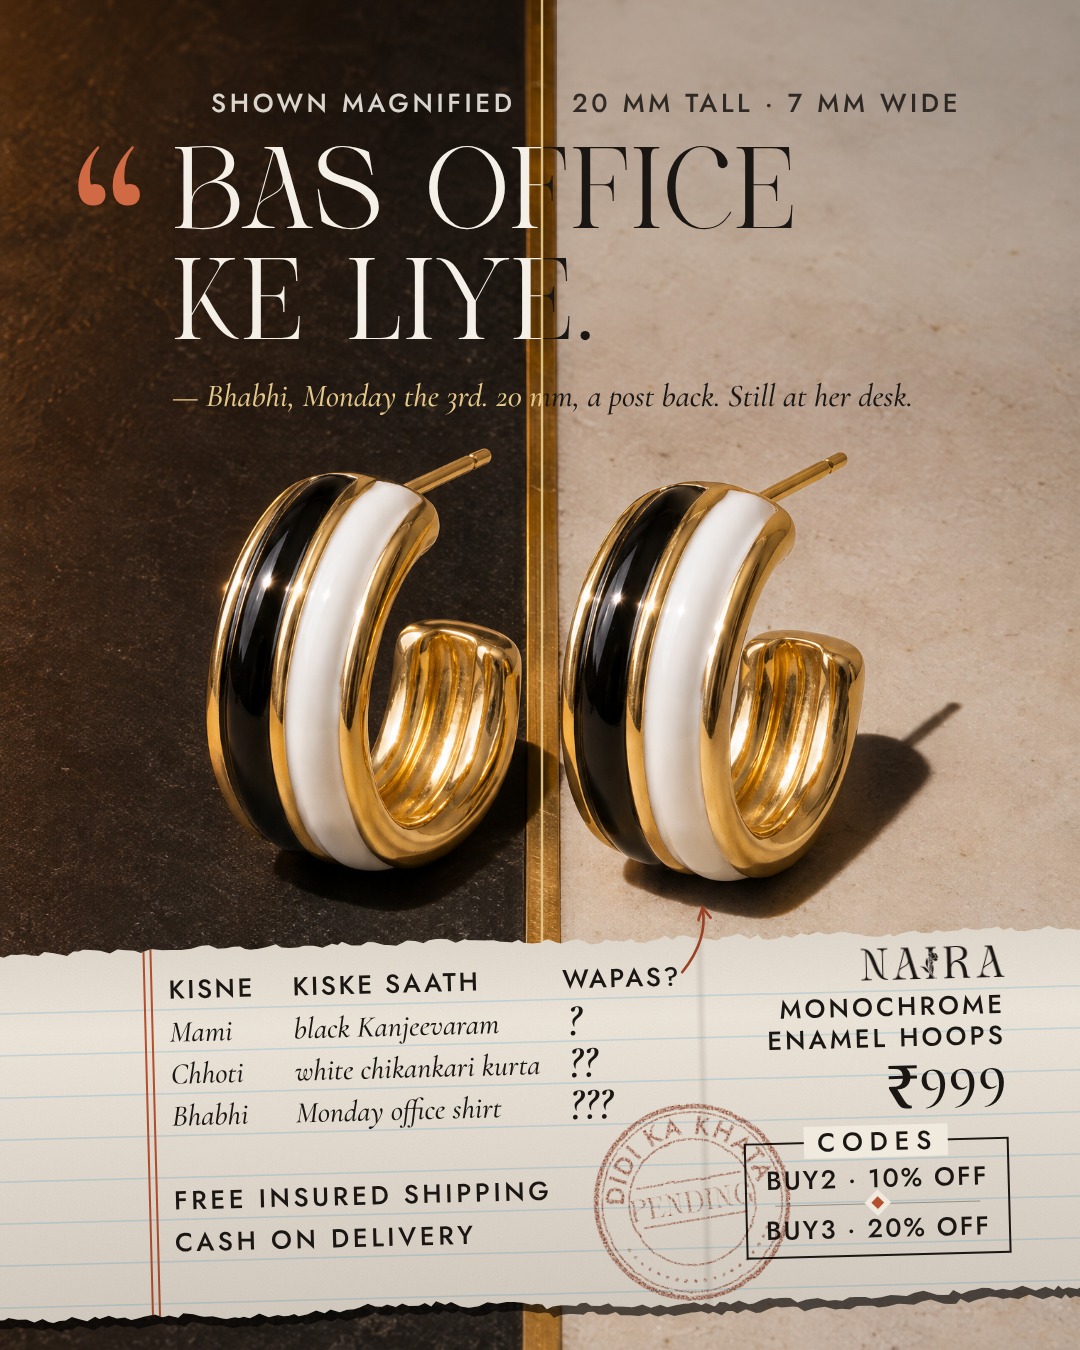 SHOWN MAGNIFIED 20 MM TALL · 7 MM WIDE
“BAS OFFICE
KE LIYE.
— Bhabhi, Monday the 3rd. 20 mm, a post back. Still at her desk.
KISNE KISKE SAATH WAPAS?
Mami black Kanjeevaram ?
Chhoti white chikankari kurta ??
Bhabhi Monday office shirt ???
FREE INSURED SHIPPING
CASH ON DELIVERY
DIDI KA KHATA
PENDING
NAIRA
MONOCHROME
ENAMEL HOOPS
₹999
CODES
BUY2 · 10% OFF
BUY3 · 20% OFF